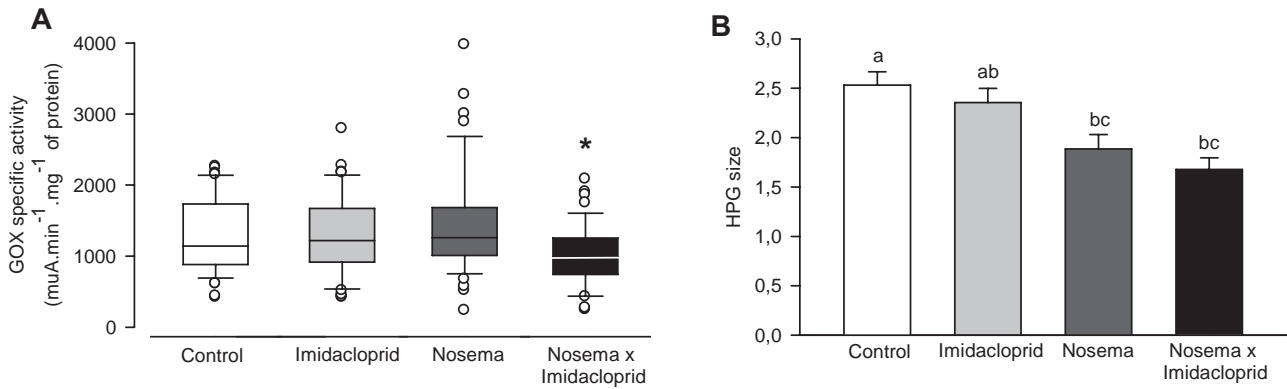 A
GOX specific activity
(muA.min-1.mg-1 of protein)
4000
3000
2000
1000
0
*
Control
Imidacloprid
Nosema
Nosema x
Imidacloprid
B
HPG size
3,0
2,5
2,0
1,5
1,0
0,5
0,0
a
ab
bc
bc
Control
Imidacloprid
Nosema
Nosema x
Imidacloprid